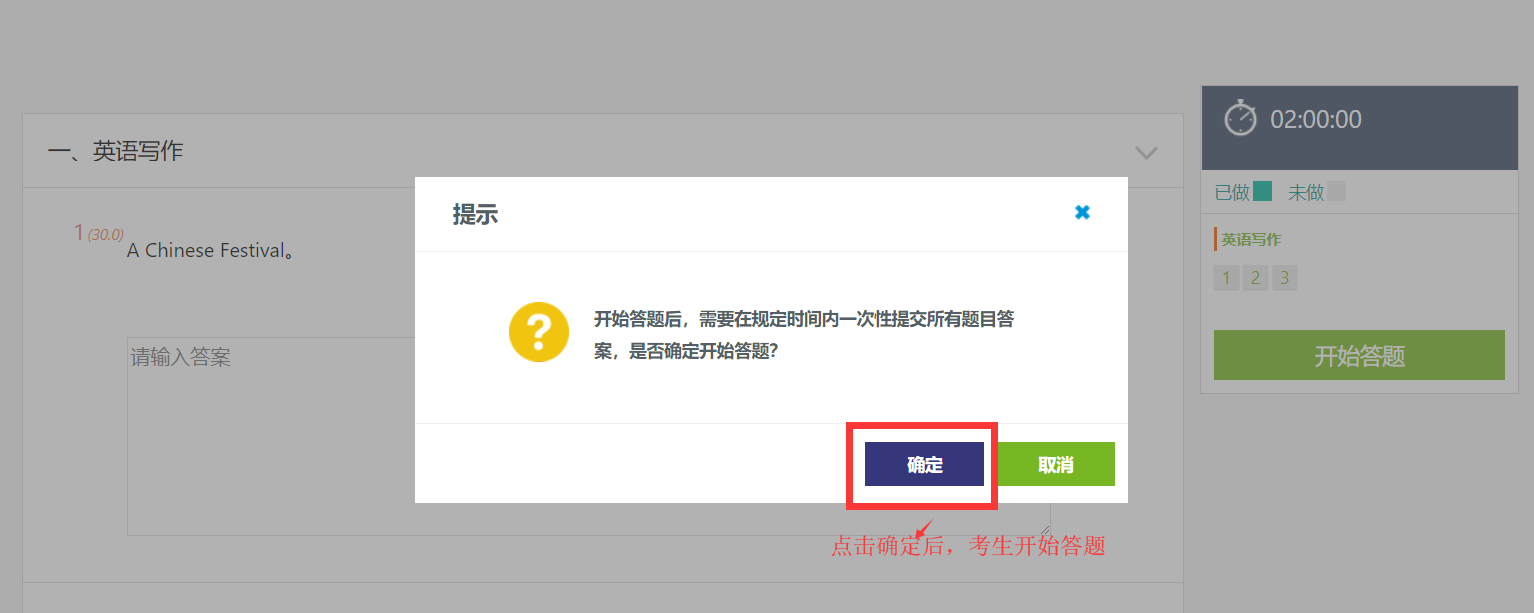 02:00:00
一、英语写作
提示
已做 未做
1 (30.0)
A Chinese Festival。
英语写作
1 2 3
开始答题后，需要在规定时间内一次性提交所有题目答
案，是否确定开始答题？
请输入答案
开始答题
确定 取消
点击确定后，考生开始答题